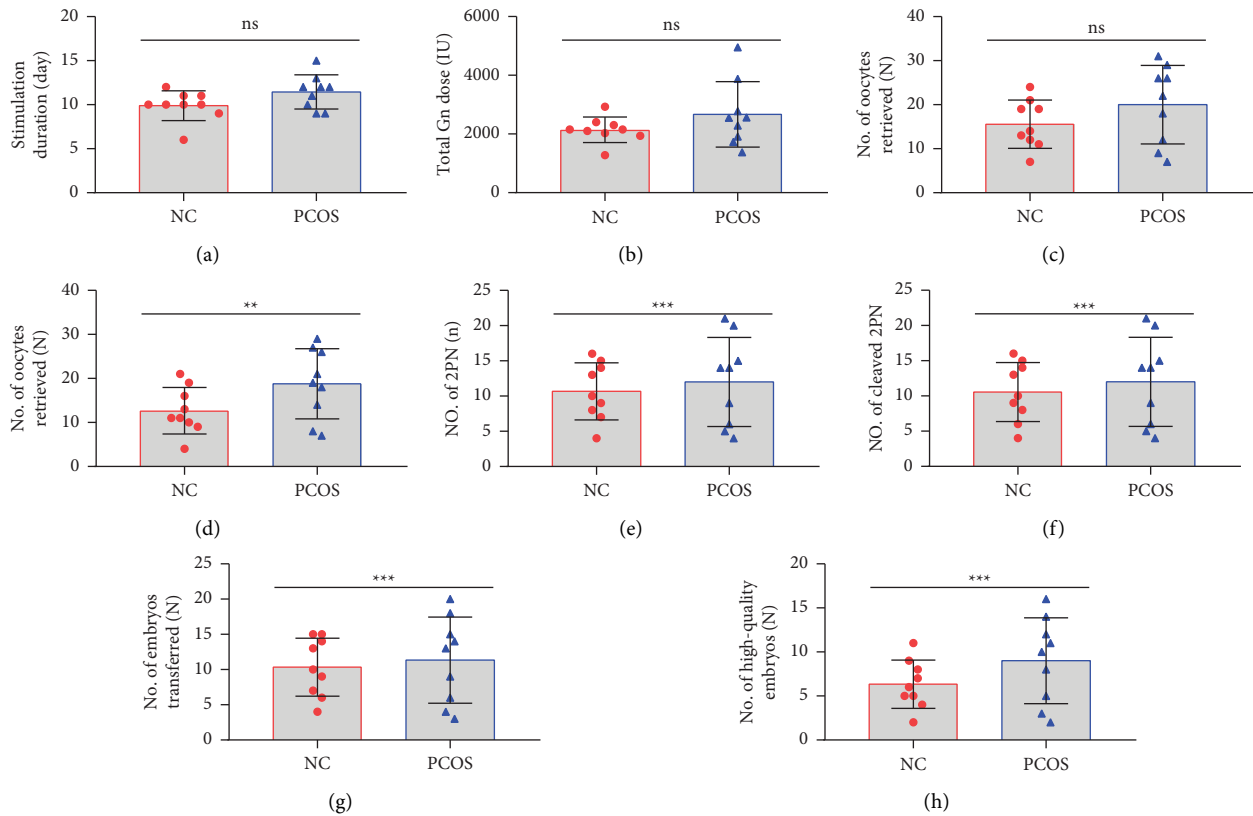 Stimulation
duration (day)
20
15
10
5
0
ns
NC
PCOS
(a)
Total Gn dose (IU)
6000
4000
2000
0
ns
NC
PCOS
(b)
No. of oocytes
retrieved (N)
40
30
20
10
0
ns
NC
PCOS
(c)
No. of oocytes
retrieved (N)
40
30
20
10
0
**
NC
PCOS
(d)
NO. of 2PN (n)
25
20
15
10
5
0
***
NC
PCOS
(e)
NO. of cleaved 2PN
25
20
15
10
5
0
***
NC
PCOS
(f)
No. of embryos
transferred (N)
25
20
15
10
5
0
***
NC
PCOS
(g)
No. of high-quality
embryos (N)
20
15
10
5
0
***
NC
PCOS
(h)